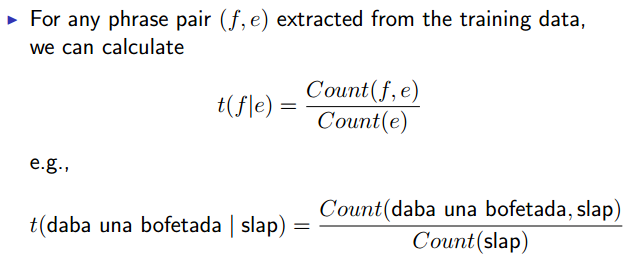 ▶ For any phrase pair (f, e) extracted from the training data,
we can calculate
t(f|e) = Count(f, e) / Count(e)
e.g.,
t(daba una bofetada | slap) = Count(daba una bofetada, slap) / Count(slap)